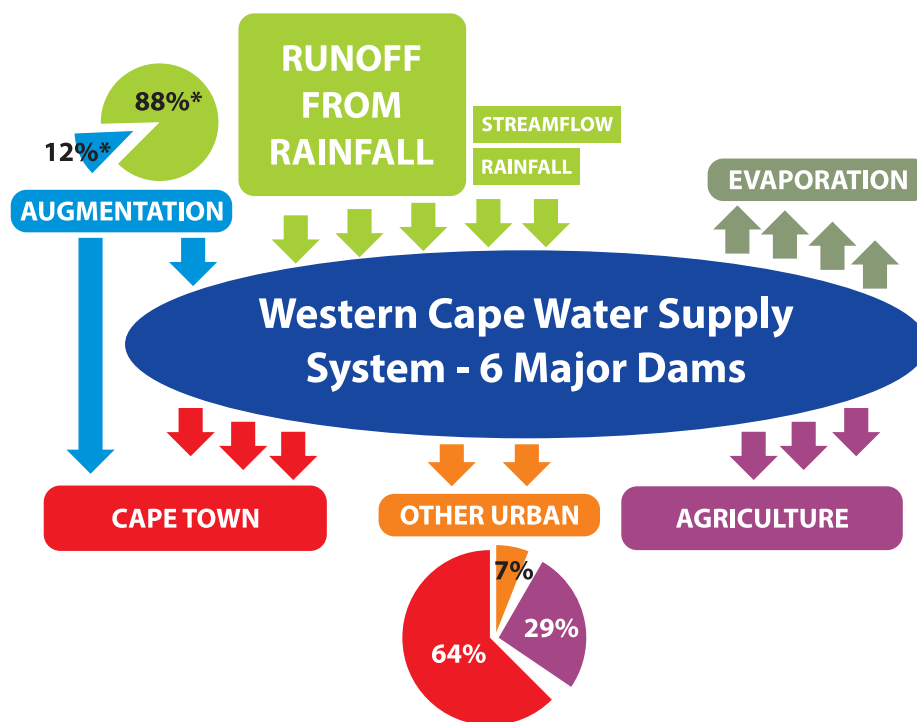 RUNOFF
FROM
RAINFALL
88%*
12%*
STREAMFLOW
RAINFALL
EVAPORATION
AUGMENTATION
Western Cape Water Supply
System - 6 Major Dams
CAPE TOWN
OTHER URBAN
AGRICULTURE
7%
29%
64%